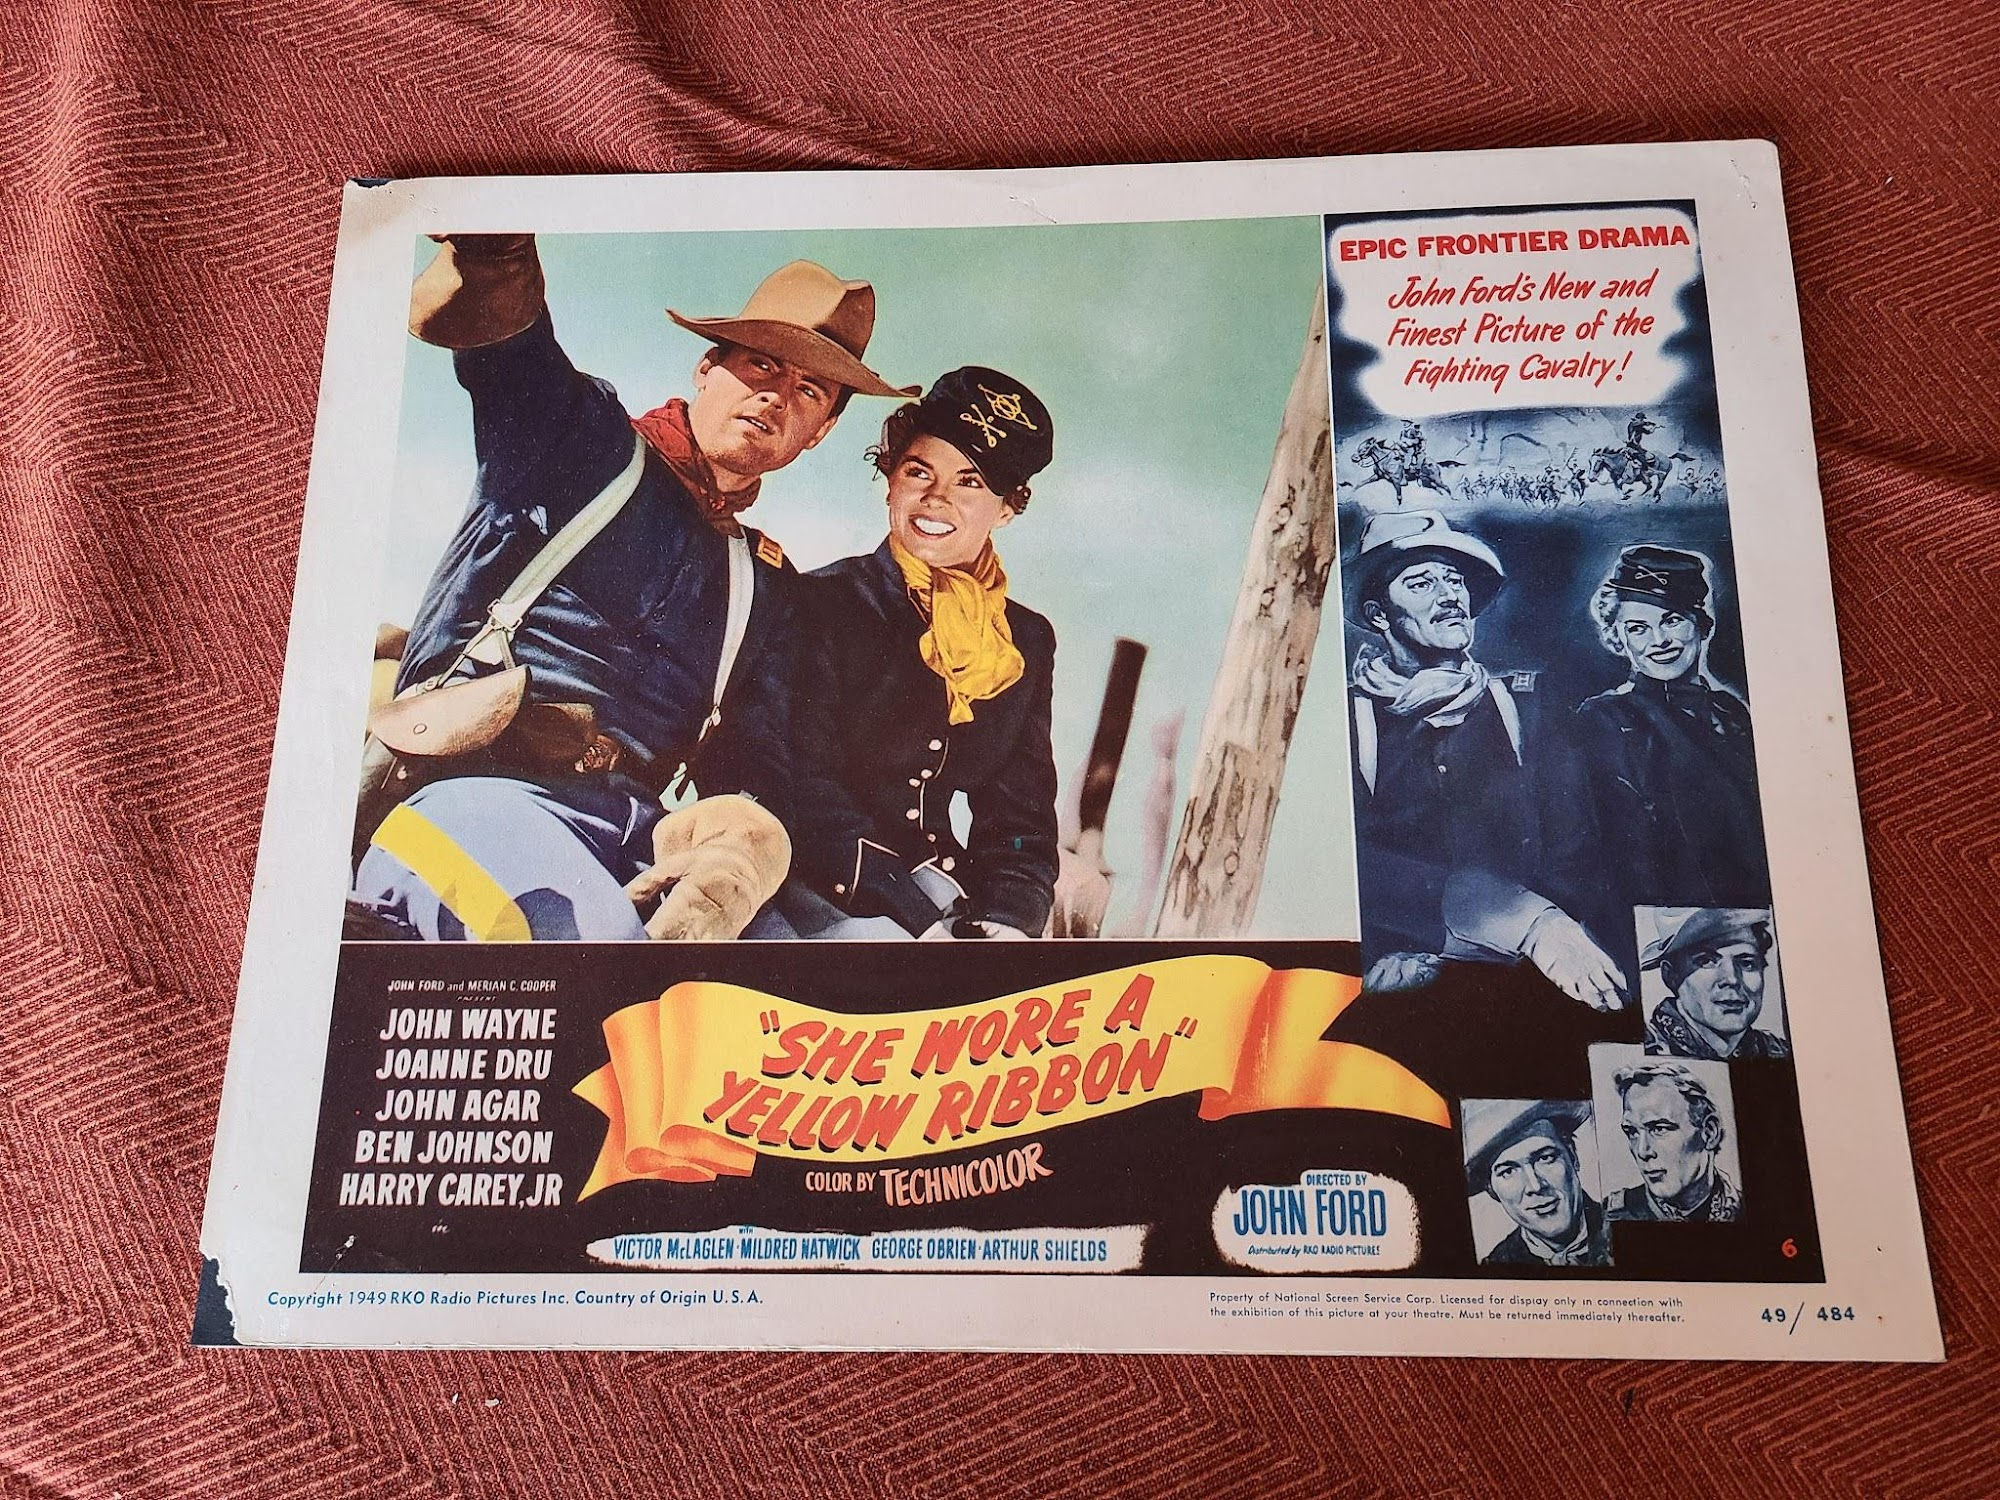 EPIC FRONTIER DRAMA
John Ford's New and
Finest Picture of the
Fighting Cavalry!
JOHN FORD and MERIAN C. COOPER
PRESENT
JOHN WAYNE
JOANNE DRU
JOHN AGAR
BEN JOHNSON
HARRY CAREY, JR
in
"SHE WORE A
YELLOW RIBBON"
COLOR BY TECHNICOLOR
WITH
VICTOR McLAGLEN · MILDRED NATWICK GEORGE O'BRIEN · ARTHUR SHIELDS
DIRECTED BY
JOHN FORD
Distributed by RKO RADIO PICTURES
6
Copyright 1949 RKO Radio Pictures Inc. Country of Origin U.S.A.
Property of National Screen Service Corp. Licensed for display only in connection with
the exhibition of this picture at your theatre. Must be returned immediately thereafter.
49 / 484